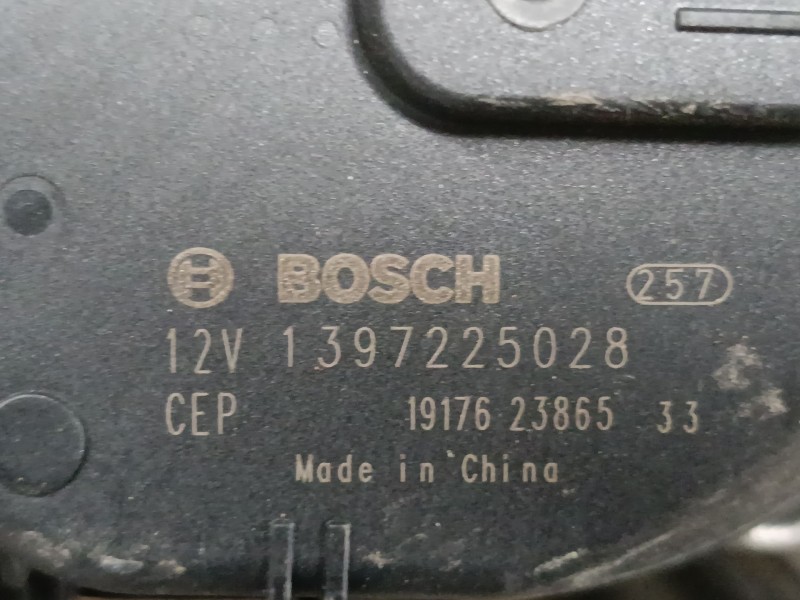 BOSCH 257
12V 1397225028
CEP 19176 23865 33
Made in China